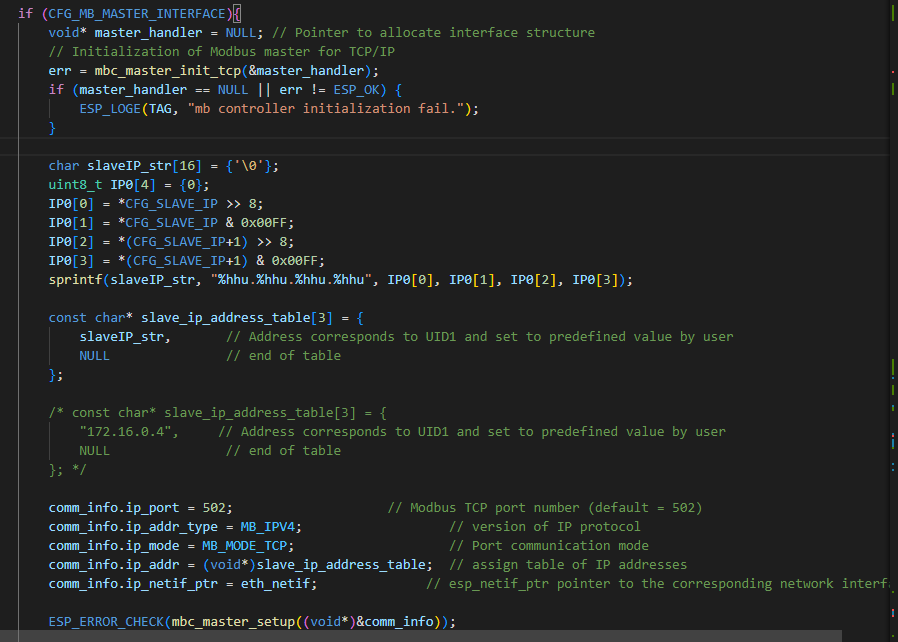 if (CFG_MB_MASTER_INTERFACE){
void* master_handler = NULL; // Pointer to allocate interface structure
// Initialization of Modbus master for TCP/IP
err = mbc_master_init_tcp(&master_handler);
if (master_handler == NULL || err != ESP_OK) {
ESP_LOGE(TAG, "mb controller initialization fail.");
}
char slaveIP_str[16] = {'\0'};
uint8_t IP0[4] = {0};
IP0[0] = *CFG_SLAVE_IP >> 8;
IP0[1] = *CFG_SLAVE_IP & 0x00FF;
IP0[2] = *(CFG_SLAVE_IP+1) >> 8;
IP0[3] = *(CFG_SLAVE_IP+1) & 0x00FF;
sprintf(slaveIP_str, "%hhu.%hhu.%hhu.%hhu", IP0[0], IP0[1], IP0[2], IP0[3]);
const char* slave_ip_address_table[3] = {
slaveIP_str, // Address corresponds to UID1 and set to predefined value by user
NULL // end of table
};
/* const char* slave_ip_address_table[3] = {
"172.16.0.4", // Address corresponds to UID1 and set to predefined value by user
NULL // end of table
}; */
comm_info.ip_port = 502; // Modbus TCP port number (default = 502)
comm_info.ip_addr_type = MB_IPV4; // version of IP protocol
comm_info.ip_mode = MB_MODE_TCP; // Port communication mode
comm_info.ip_addr = (void*)slave_ip_address_table; // assign table of IP addresses
comm_info.ip_netif_ptr = eth_netif; // esp_netif_ptr pointer to the corresponding network interf
ESP_ERROR_CHECK(mbc_master_setup((void*)&comm_info));